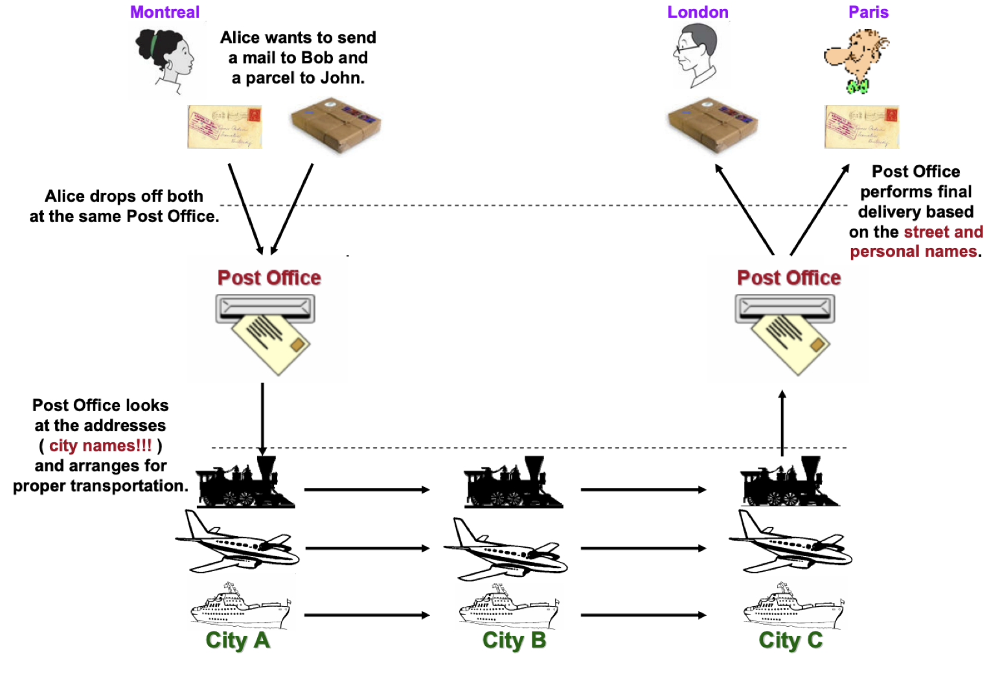 Montreal
London
Paris
Alice wants to send
a mail to Bob and
a parcel to John.
Alice drops off both
at the same Post Office.
Post Office
performs final
delivery based
on the street and
personal names.
Post Office
Post Office
Post Office looks
at the addresses
( city names!!! )
and arranges for
proper transportation.
City A
City B
City C